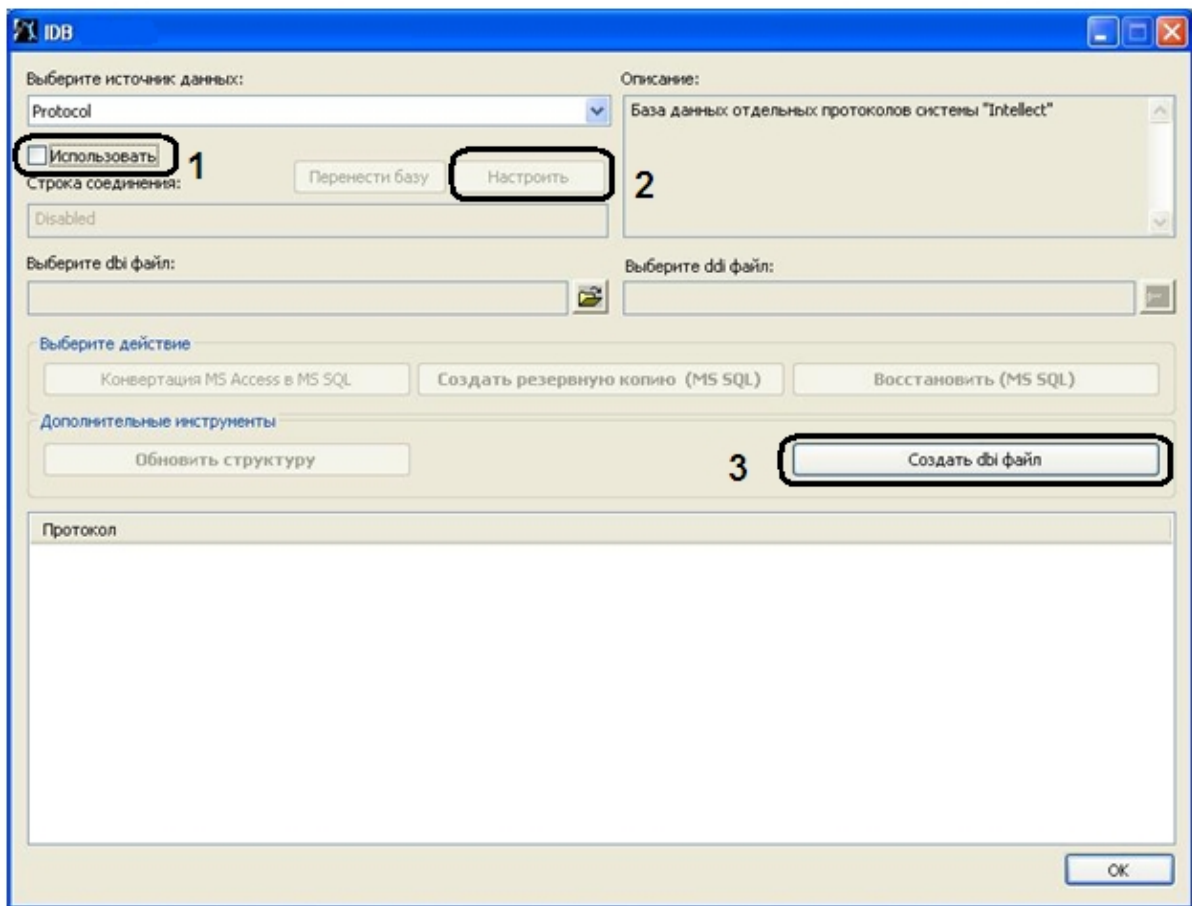 IDB
Выберите источник данных:
Описание:
Protocol
База данных отдельных протоколов системы "Intellect"
Использовать
1
Перенести базу
Настроить
2
Строка соединения:
Disabled
Выберите dbi файл:
Выберите ddi файл:
Выберите действие
Конвертация MS Access в MS SQL
Создать резервную копию (MS SQL)
Восстановить (MS SQL)
Дополнительные инструменты
Обновить структуру
3
Создать dbi файл
Протокол
OK